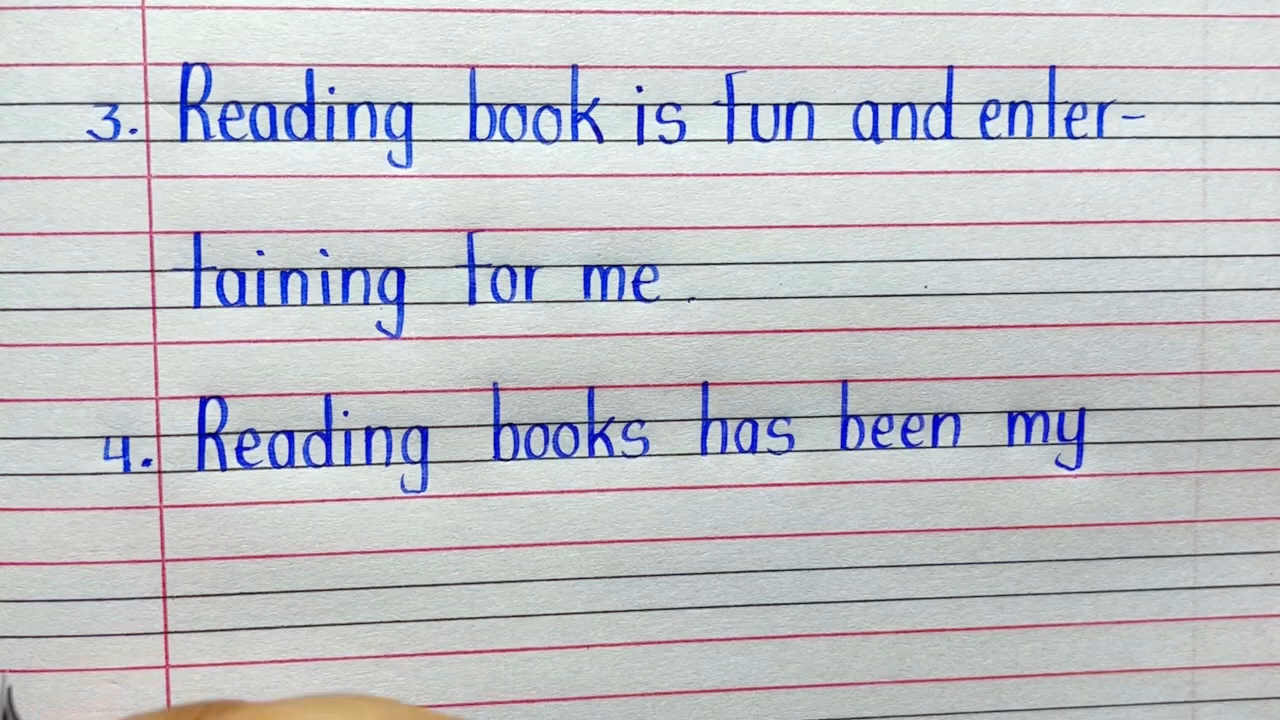 3. Reading book is fun and enter-
taining for me.
4. Reading books has been my